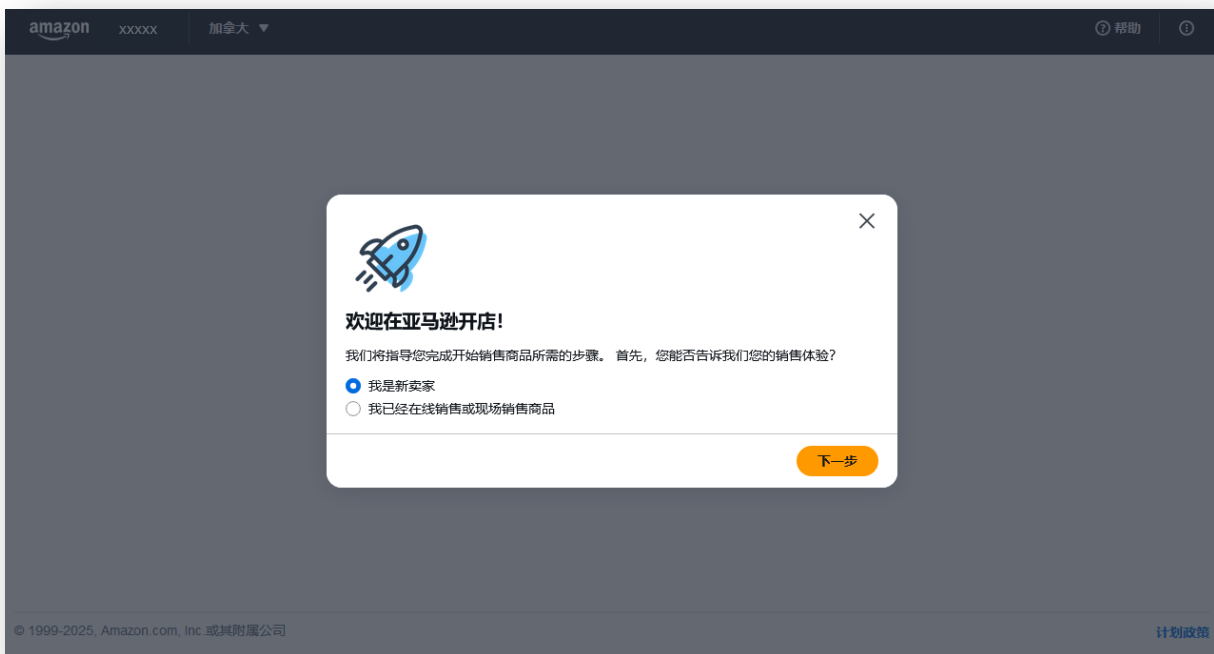 amazon xxxxx 加拿大 ▼ 帮助
欢迎在亚马逊开店！
我们将指导您完成开始销售商品所需的步骤。 首先，您能否告诉我们您的销售体验？
我是新卖家
我已经在线销售或现场销售商品
下一步
© 1999-2025, Amazon.com, Inc.或其附属公司 计划政策